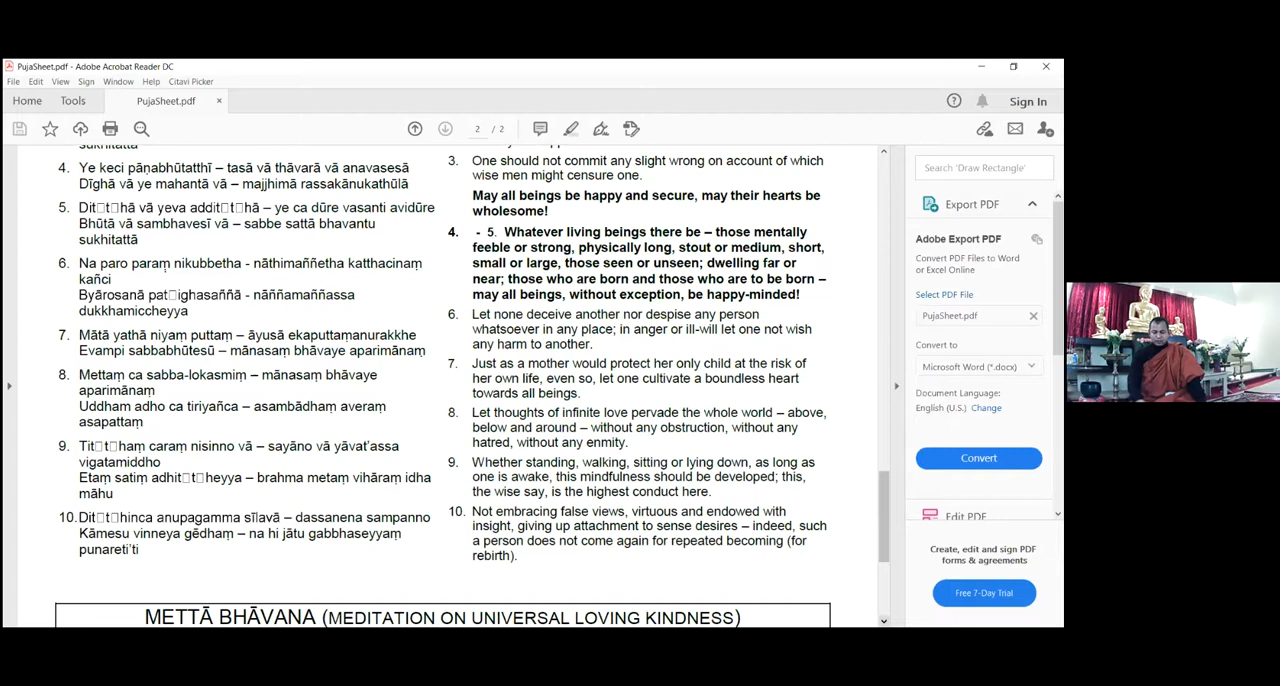 PujaSheet.pdf - Adobe Acrobat Reader DC
File Edit View Sign Window Help Citavi Picker
Home Tools PujaSheet.pdf × Sign In
2 / 2
4. Ye keci pāṇabhūtatthī – tasā vā thāvarā vā anavasesā
Dīghā vā ye mahantā vā – majjhimā rassakānukathūlā
5. Dit□t□hā vā yeva addit□t□hā – ye ca dūre vasanti avidūre
Bhūtā vā sambhavesī vā – sabbe sattā bhavantu
sukhitattā
6. Na paro paraṃ nikubbetha - nāthimaññetha katthacinaṃ
kañci
Byārosanā pat□ighasaññā - nāññamaññassa
dukkhamiccheyya
7. Mātā yathā niyaṃ puttaṃ – āyusā ekaputtaṃanurakkhe
Evampi sabbabhūtesū – mānasaṃ bhāvaye aparimānaṃ
8. Mettaṃ ca sabba-lokasmiṃ – mānasaṃ bhāvaye
aparimānaṃ
Uddham adho ca tiriyañca – asambādhaṃ averaṃ
asapattaṃ
9. Tit□t□haṃ caraṃ nisinno vā – sayāno vā yāvat'assa
vigatamiddho
Etaṃ satiṃ adhit□t□heyya – brahma metaṃ vihāraṃ idha
māhu
10. Dit□t□hinca anupagamma sīlavā – dassanena sampanno
Kāmesu vinneya gēdhaṃ – na hi jātu gabbhaseyyaṃ
punareti'ti
3. One should not commit any slight wrong on account of which
wise men might censure one.
May all beings be happy and secure, may their hearts be
wholesome!
4. - 5. Whatever living beings there be – those mentally
feeble or strong, physically long, stout or medium, short,
small or large, those seen or unseen; dwelling far or
near; those who are born and those who are to be born –
may all beings, without exception, be happy-minded!
6. Let none deceive another nor despise any person
whatsoever in any place; in anger or ill-will let one not wish
any harm to another.
7. Just as a mother would protect her only child at the risk of
her own life, even so, let one cultivate a boundless heart
towards all beings.
8. Let thoughts of infinite love pervade the whole world – above,
below and around – without any obstruction, without any
hatred, without any enmity.
9. Whether standing, walking, sitting or lying down, as long as
one is awake, this mindfulness should be developed; this,
the wise say, is the highest conduct here.
10. Not embracing false views, virtuous and endowed with
insight, giving up attachment to sense desires – indeed, such
a person does not come again for repeated becoming (for
rebirth).
METTĀ BHĀVANA (MEDITATION ON UNIVERSAL LOVING KINDNESS)
Search 'Draw Rectangle'
Export PDF
Adobe Export PDF
Convert PDF Files to Word
or Excel Online
Select PDF File
PujaSheet.pdf
Convert to
Microsoft Word (*.docx)
Document Language:
English (U.S.) Change
Convert
Edit PDF
Create, edit and sign PDF
forms & agreements
Free 7-Day Trial